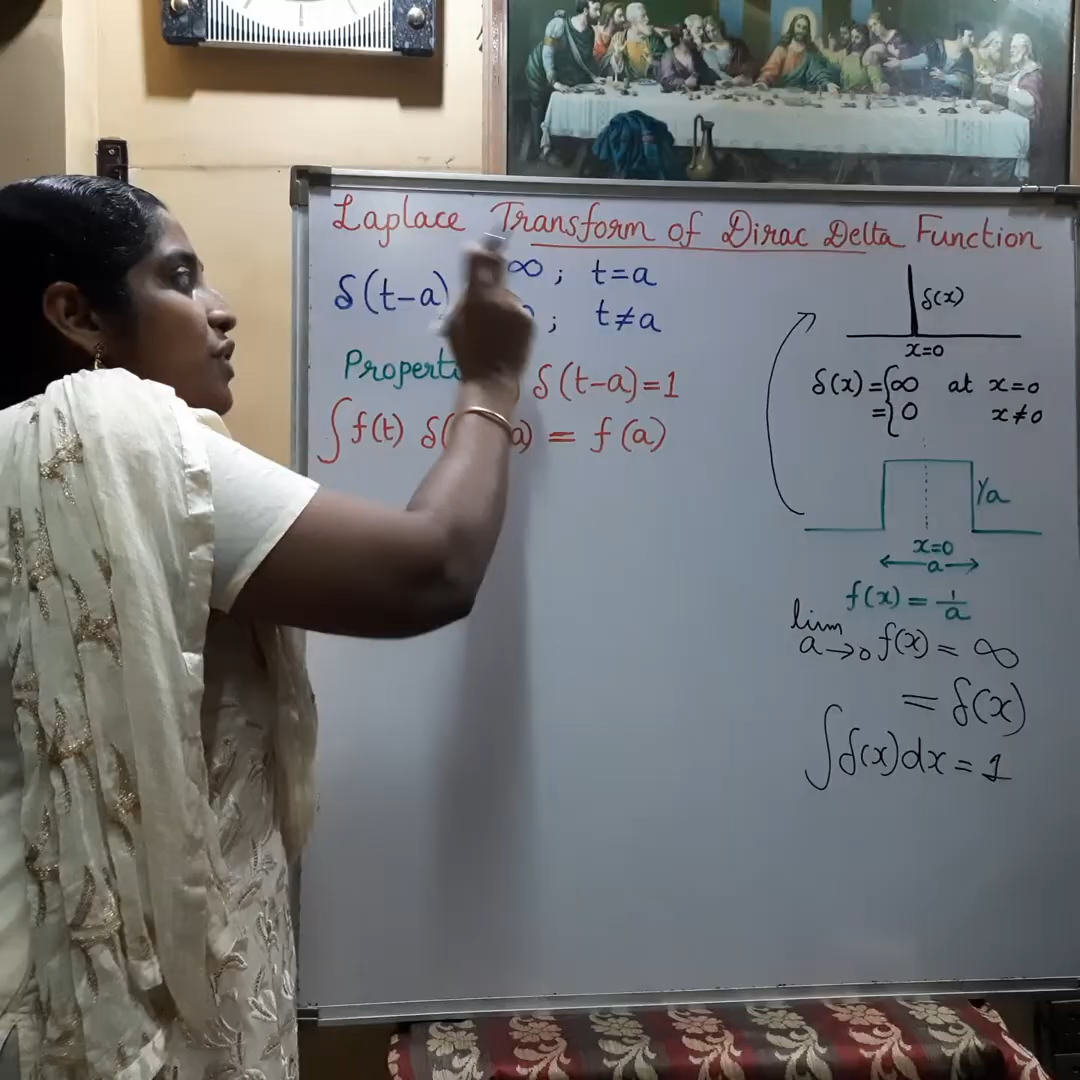 Laplace Transform of Dirac Delta Function
δ(t-a) ∞ ; t=a
; t≠a
δ(t-a)=1
∫f(t) δ( a) = f(a)
δ(x)
x=0
δ(x)={∞ at x=0
={0 x≠0
1/a
x=0
a
f(x) = 1/a
lim a→0 f(x) = ∞
= δ(x)
∫δ(x)dx = 1